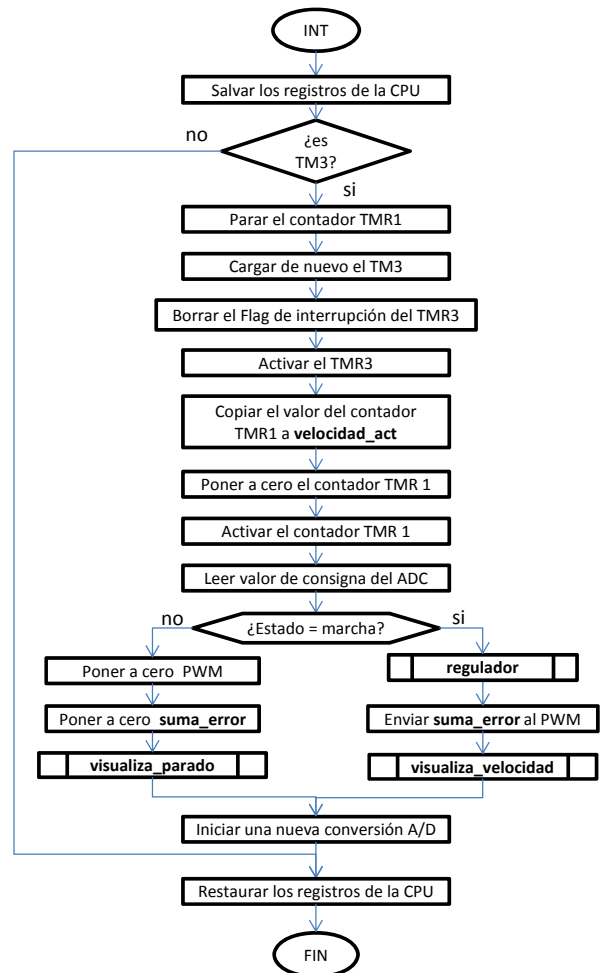 INT
Salvar los registros de la CPU
no
¿es
TM3?
si
Parar el contador TMR1
Cargar de nuevo el TM3
Borrar el Flag de interrupción del TMR3
Activar el TMR3
Copiar el valor del contador
TMR1 a velocidad_act
Poner a cero el contador TMR 1
Activar el contador TMR 1
Leer valor de consigna del ADC
no
¿Estado = marcha?
si
Poner a cero PWM
regulador
Poner a cero suma_error
Enviar suma_error al PWM
visualiza_parado
visualiza_velocidad
Iniciar una nueva conversión A/D
Restaurar los registros de la CPU
FIN